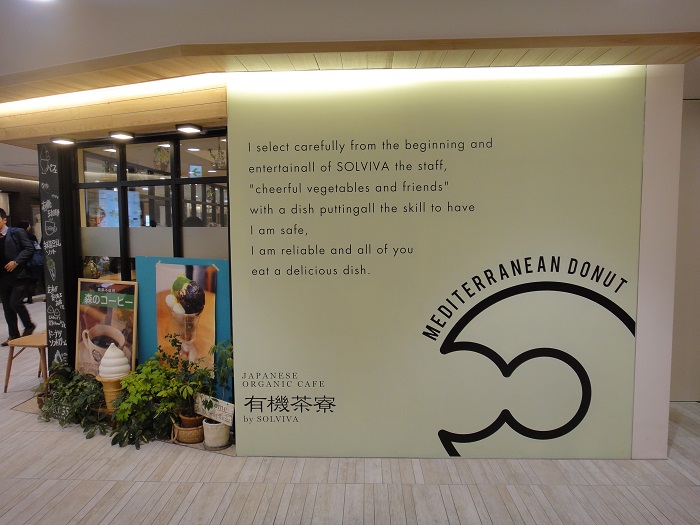 I select carefully from the beginning and
entertainall of SOLVIVA the staff,
"cheerful vegetables and friends"
with a dish puttingall the skill to have
I am safe,
I am reliable and all of you
eat a delicious dish.
MEDITERRANEAN DONUT
JAPANESE
ORGANIC CAFE
有機茶寮
by SOLVIVA
森のコーヒー